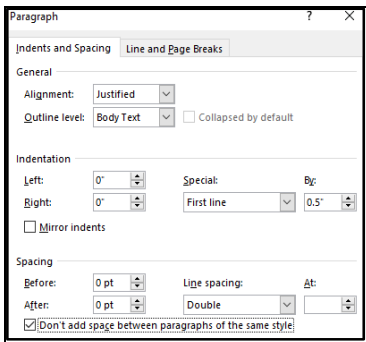 Paragraph ? ×
Indents and Spacing Line and Page Breaks
General
Alignment: Justified
Outline level: Body Text Collapsed by default
Indentation
Left: 0" Special: By:
Right: 0" First line 0.5"
Mirror indents
Spacing
Before: 0 pt Line spacing: At:
After: 0 pt Double
Don't add space between paragraphs of the same style